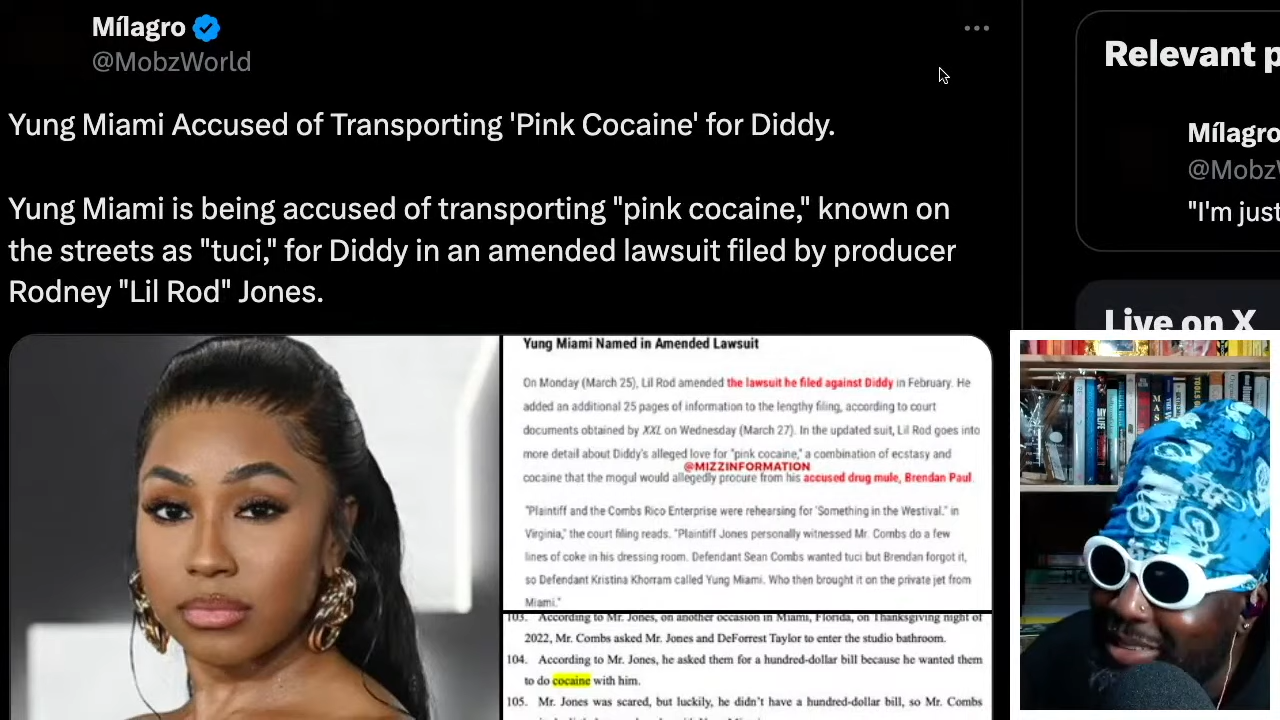 Mílagro
@MobzWorld
Yung Miami Accused of Transporting 'Pink Cocaine' for Diddy.
Yung Miami is being accused of transporting "pink cocaine," known on
the streets as "tuci," for Diddy in an amended lawsuit filed by producer
Rodney "Lil Rod" Jones.
Yung Miami Named in Amended Lawsuit
On Monday (March 25), Lil Rod amended the lawsuit he filed against Diddy in February. He
added an additional 25 pages of information to the lengthy filing, according to court
documents obtained by XXL on Wednesday (March 27). In the updated suit, Lil Rod goes into
more detail about Diddy's alleged love for "pink cocaine," a combination of ecstasy and
@MIZZINFORMATION
cocaine that the mogul would allegedly procure from his accused drug mule, Brendan Paul.
"Plaintiff and the Combs Rico Enterprise were rehearsing for 'Something in the Westival." in
Virginia," the court filing reads. "Plaintiff Jones personally witnessed Mr. Combs do a few
lines of coke in his dressing room. Defendant Sean Combs wanted tuci but Brendan forgot it,
so Defendant Kristina Khorram called Yung Miami. Who then brought it on the private jet from
Miami."
103. According to Mr. Jones, on another occasion in Miami, Florida, on Thanksgiving night of
2022, Mr. Combs asked Mr. Jones and DeForrest Taylor to enter the studio bathroom.
104. According to Mr. Jones, he asked them for a hundred-dollar bill because he wanted them
to do cocaine with him.
105. Mr. Jones was scared, but luckily, he didn't have a hundred-dollar bill, so Mr. Combs
Relevant p
Mílagro
@MobzW
"I'm just
Live on X